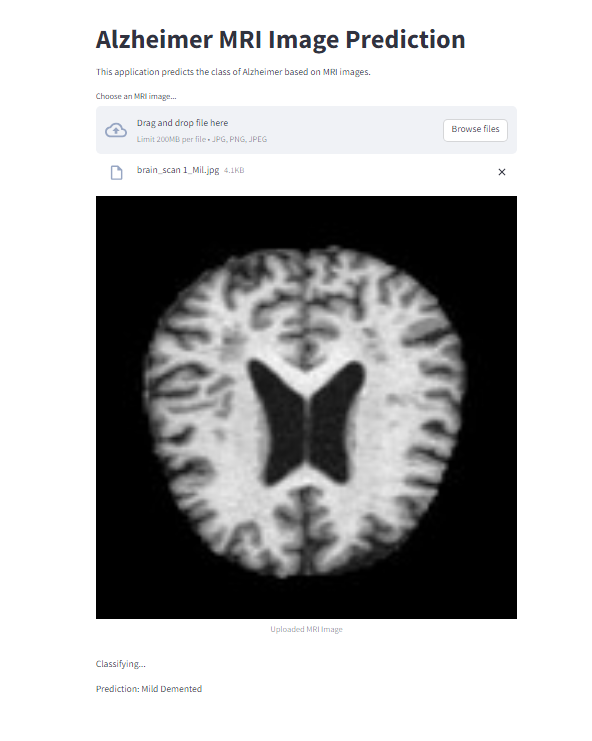 Alzheimer MRI Image Prediction
This application predicts the class of Alzheimer based on MRI images.
Choose an MRI image...
Drag and drop file here
Limit 200MB per file • JPG, PNG, JPEG
Browse files
brain_scan 1_Mil.jpg 4.1KB
Uploaded MRI Image
Classifying...
Prediction: Mild Demented